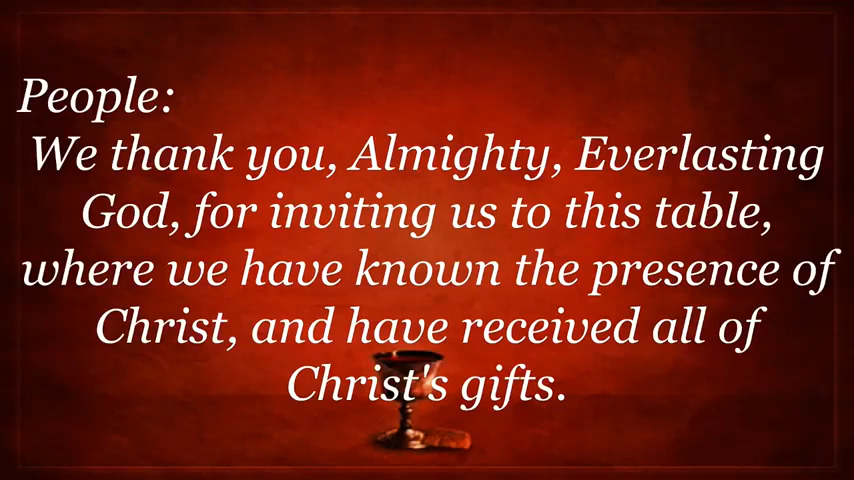 People:
We thank you, Almighty, Everlasting
God, for inviting us to this table,
where we have known the presence of
Christ, and have received all of
Christ's gifts.